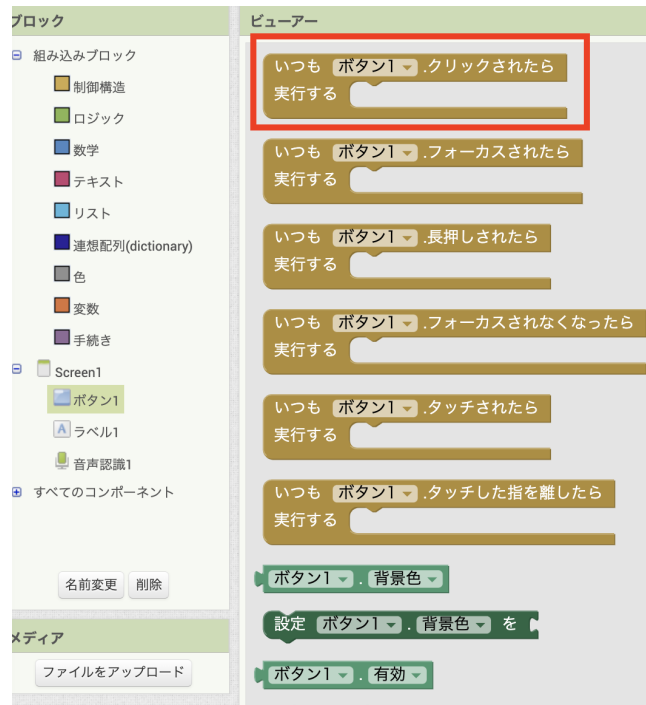 ブロック
組み込みブロック
制御構造
ロジック
数学
テキスト
リスト
連想配列(dictionary)
色
変数
手続き
Screen1
ボタン1
ラベル1
音声認識1
すべてのコンポーネント
名前変更 削除
メディア
ファイルをアップロード
ビューアー
いつも ボタン1 .クリックされたら
実行する
いつも ボタン1 .フォーカスされたら
実行する
いつも ボタン1 .長押しされたら
実行する
いつも ボタン1 .フォーカスされなくなったら
実行する
いつも ボタン1 .タッチされたら
実行する
いつも ボタン1 .タッチした指を離したら
実行する
ボタン1 . 背景色
設定 ボタン1 . 背景色 を
ボタン1 . 有効